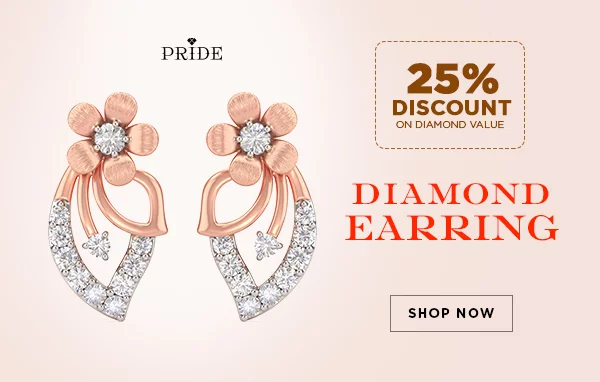 PRIDE
25%
DISCOUNT
ON DIAMOND VALUE
DIAMOND
EARRING
SHOP NOW